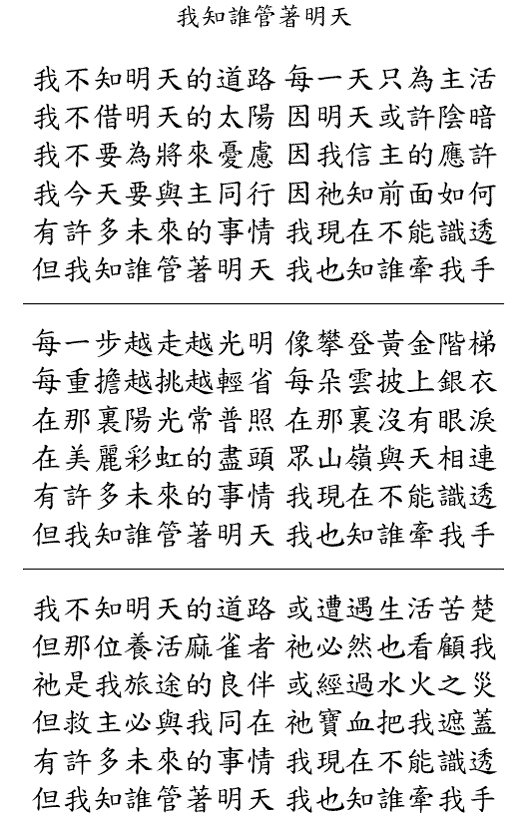 我知誰管著明天
我不知明天的道路 每一天只為主活
我不借明天的太陽 因明天或許陰暗
我不要為將來憂慮 因我信主的應許
我今天要與主同行 因祂知前面如何
有許多未來的事情 我現在不能識透
但我知誰管著明天 我也知誰牽我手
每一步越走越光明 像攀登黃金階梯
每重擔越挑越輕省 每朵雲披上銀衣
在那裏陽光常普照 在那裏沒有眼淚
在美麗彩虹的盡頭 眾山嶺與天相連
有許多未來的事情 我現在不能識透
但我知誰管著明天 我也知誰牽我手
我不知明天的道路 或遭遇生活苦楚
但那位養活麻雀者 祂必然也看顧我
祂是我旅途的良伴 或經過水火之災
但救主必與我同在 祂寶血把我遮蓋
有許多未來的事情 我現在不能識透
但我知誰管著明天 我也知誰牽我手